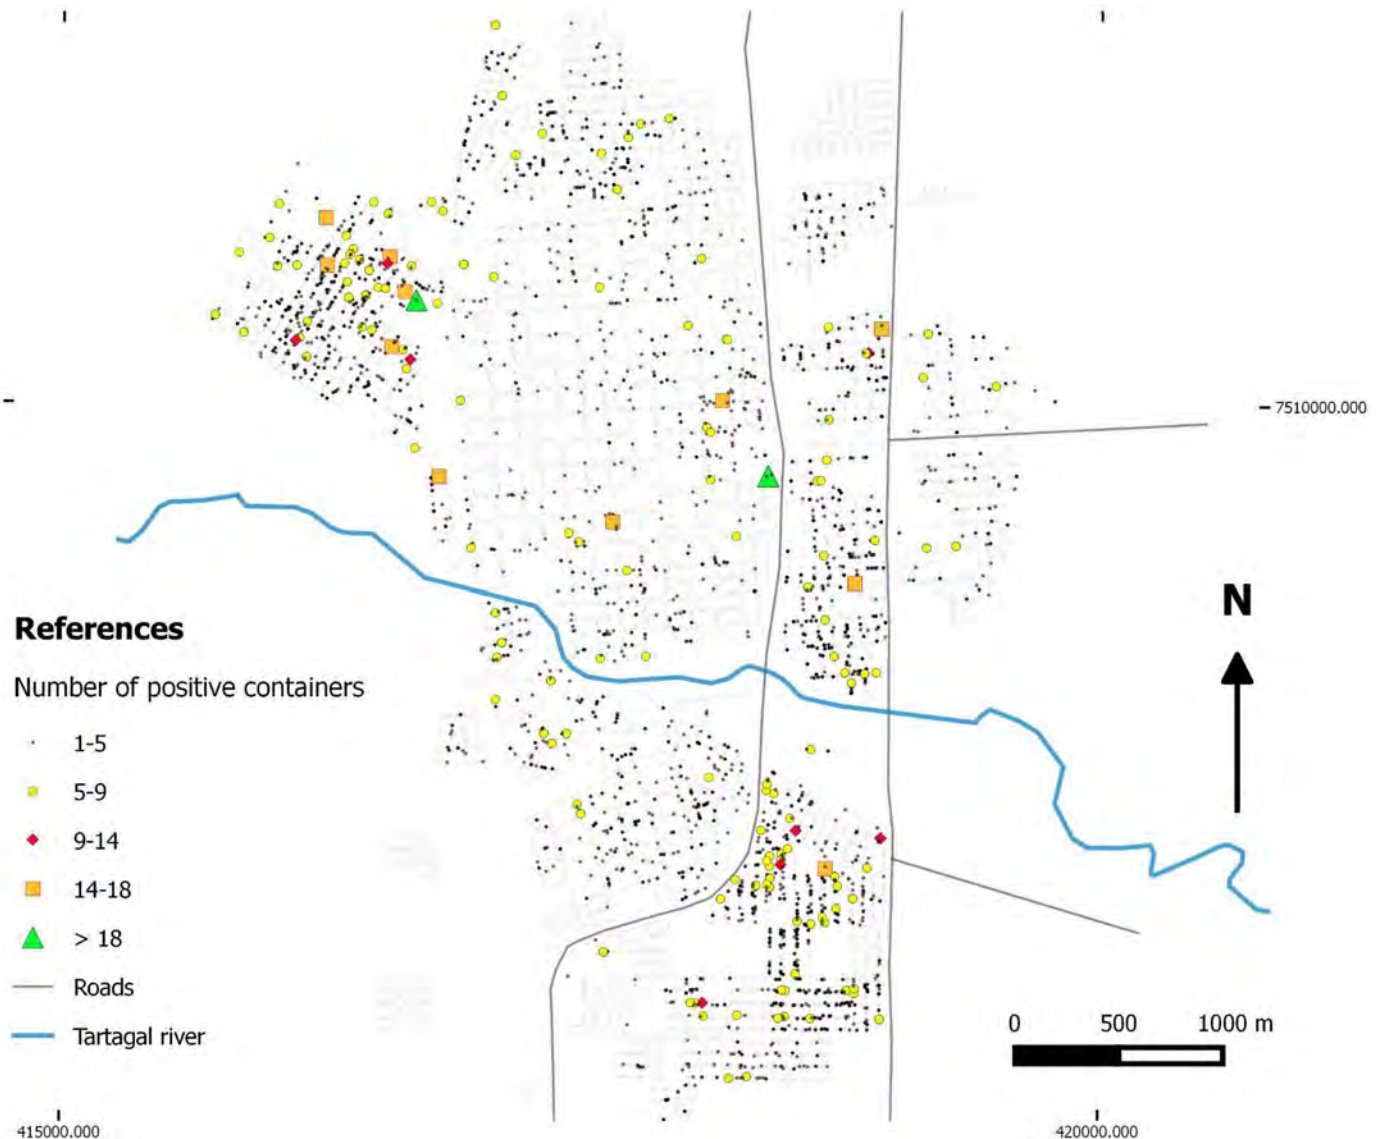 7510000.000
N
References
Number of positive containers
1-5
5-9
9-14
14-18
> 18
Roads
Tartagal river
0 500 1000 m
415000.000 420000.000